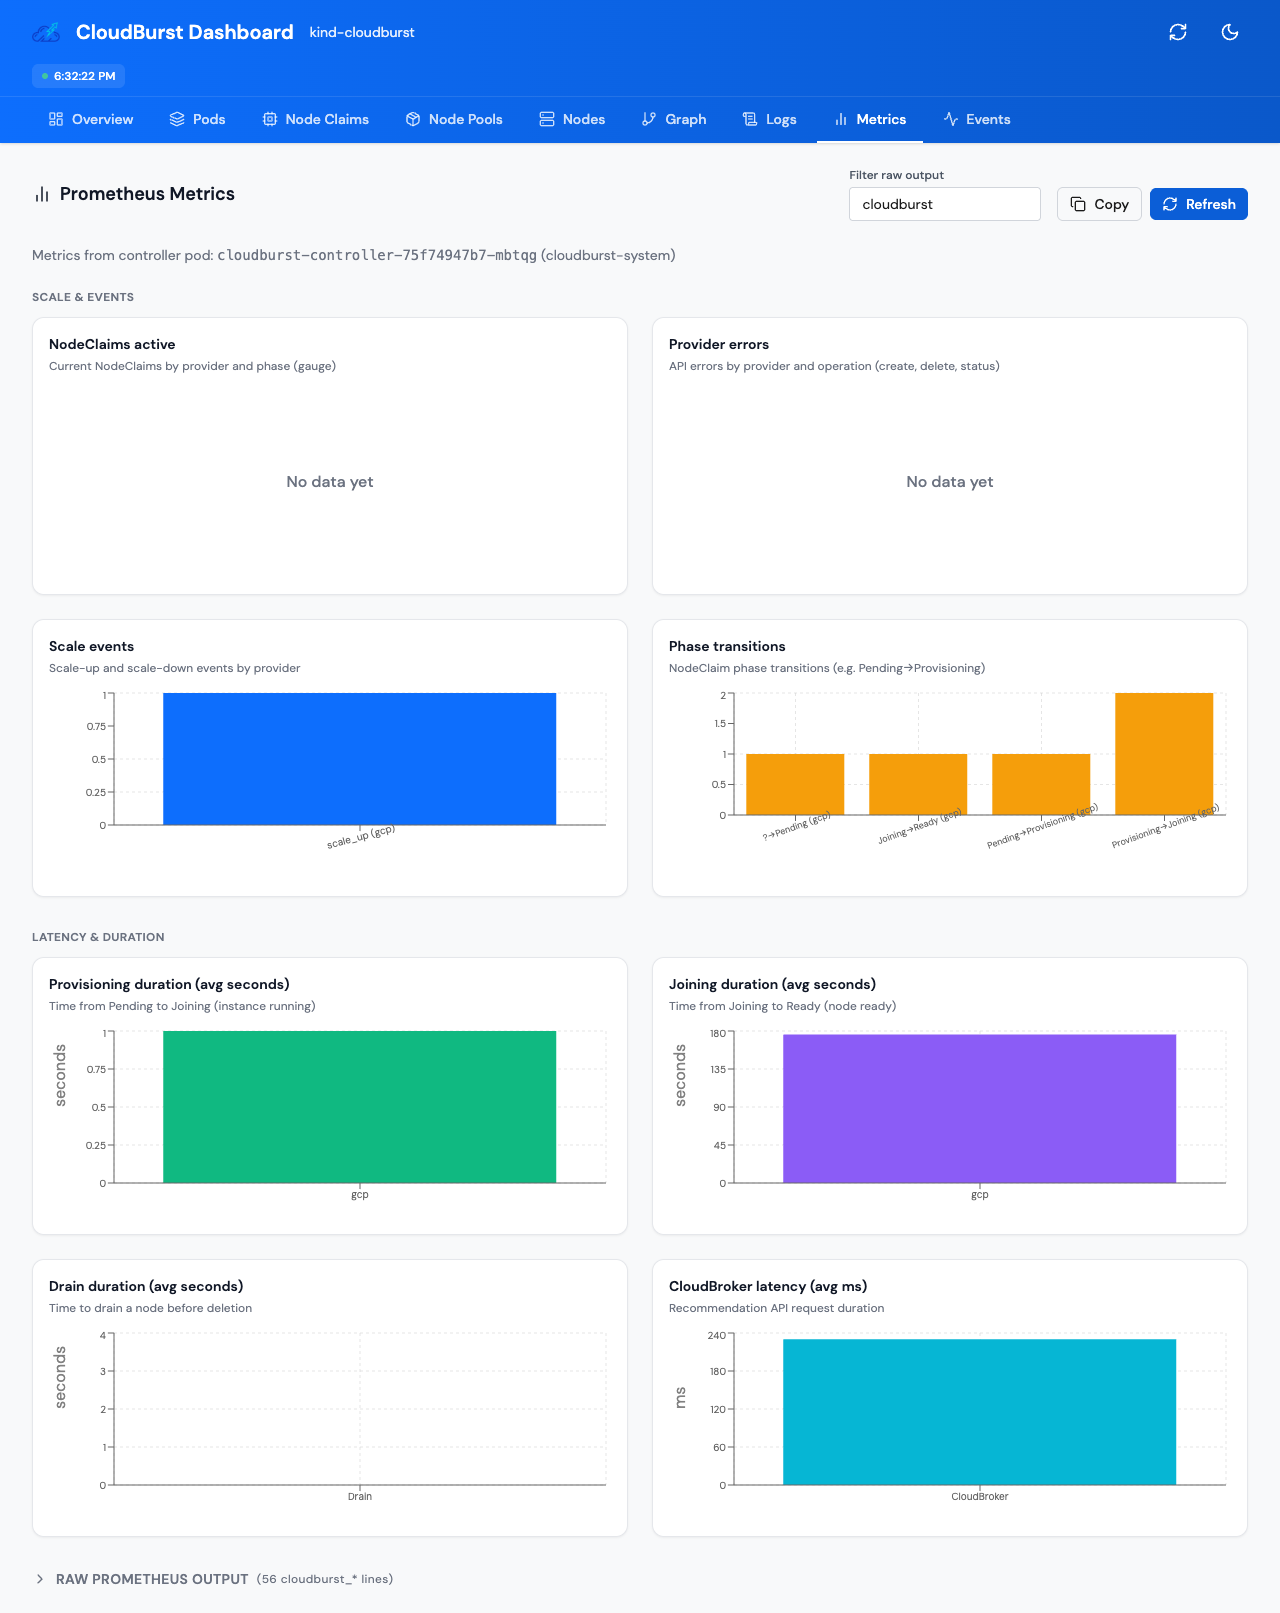 CloudBurst Dashboard kind-cloudburst
6:32:22 PM
Overview Pods Node Claims Node Pools Nodes Graph Logs Metrics Events
Prometheus Metrics
Filter raw output
cloudburst
Copy
Refresh
Metrics from controller pod: cloudburst-controller-75f74947b7-mbtqg (cloudburst-system)
SCALE & EVENTS
NodeClaims active
Current NodeClaims by provider and phase (gauge)
No data yet
Provider errors
API errors by provider and operation (create, delete, status)
No data yet
Scale events
Scale-up and scale-down events by provider
1
0.75
0.5
0.25
0
scale_up (gcp)
Phase transitions
NodeClaim phase transitions (e.g. Pending→Provisioning)
2
1.5
1
0.5
0
?→Pending (gcp)
Joining→Ready (gcp)
Pending→Provisioning (gcp)
Provisioning→Joining (gcp)
LATENCY & DURATION
Provisioning duration (avg seconds)
Time from Pending to Joining (instance running)
seconds
1
0.75
0.5
0.25
0
gcp
Joining duration (avg seconds)
Time from Joining to Ready (node ready)
seconds
180
135
90
45
0
gcp
Drain duration (avg seconds)
Time to drain a node before deletion
seconds
4
3
2
1
0
Drain
CloudBroker latency (avg ms)
Recommendation API request duration
ms
240
180
120
60
0
CloudBroker
RAW PROMETHEUS OUTPUT (56 cloudburst_* lines)